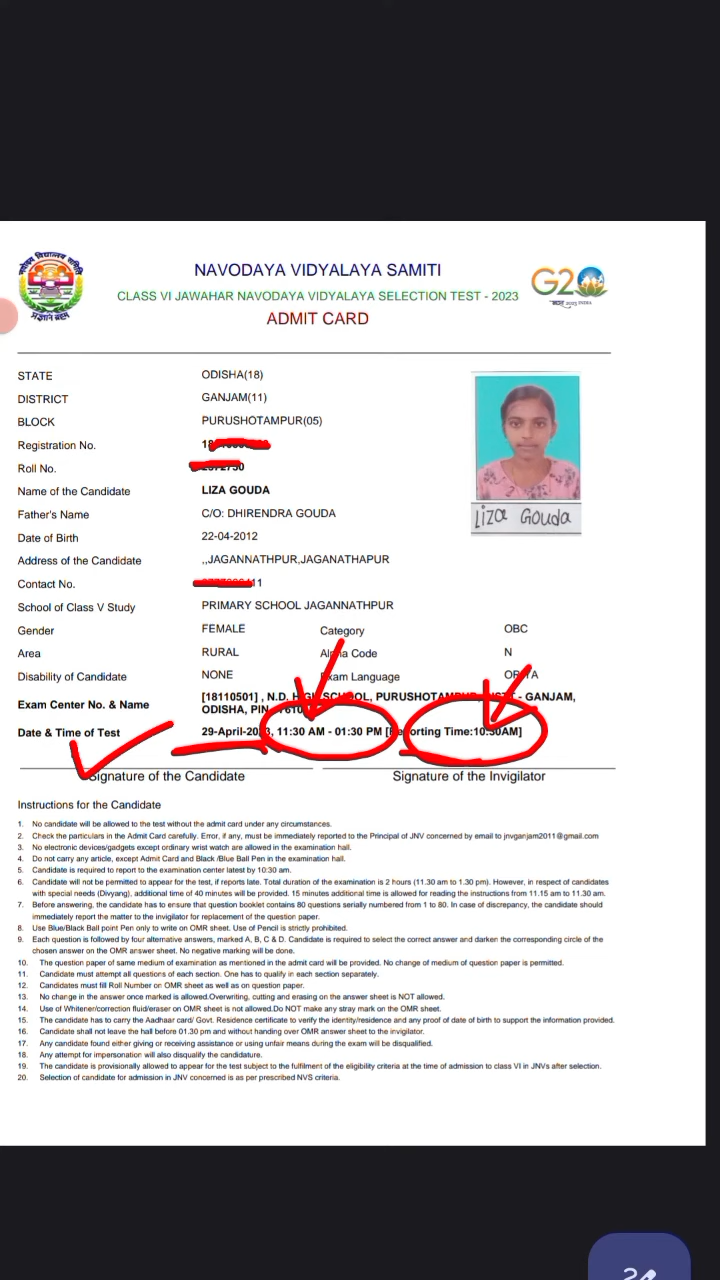 नवोदय विद्यालय समिति
प्रज्ञानं ब्रह्म
NAVODAYA VIDYALAYA SAMITI
CLASS VI JAWAHAR NAVODAYA VIDYALAYA SELECTION TEST - 2023
ADMIT CARD
G20
भारत 2023 INDIA
STATE ODISHA(18)
DISTRICT GANJAM(11)
BLOCK PURUSHOTAMPUR(05)
Registration No.
Roll No.
Name of the Candidate LIZA GOUDA
Father's Name C/O: DHIRENDRA GOUDA
Liza Gouda
Date of Birth 22-04-2012
Address of the Candidate ,,JAGANNATHPUR,JAGANATHAPUR
Contact No.
School of Class V Study PRIMARY SCHOOL JAGANNATHPUR
Gender FEMALE Category OBC
Area RURAL Alpha Code N
Disability of Candidate NONE Exam Language
Exam Center No. & Name [18110501] , N.D. HIGH SCHOOL, PURUSHOTAMPUR, - GANJAM,
ODISHA, PIN
Date & Time of Test 29-April-2023, 11:30 AM - 01:30 PM [Reporting Time:10:30AM]
Signature of the Candidate Signature of the Invigilator
Instructions for the Candidate
1. No candidate will be allowed to the test without the admit card under any circumstances.
2. Check the particulars in the Admit Card carefully. Error, if any, must be immediately reported to the Principal of JNV concerned by email to jnvganjam2011@gmail.com
3. No electronic devices/gadgets except ordinary wrist watch are allowed in the examination hall.
4. Do not carry any article, except Admit Card and Black /Blue Ball Pen in the examination hall.
5. Candidate is required to report to the examination center latest by 10:30 am.
6. Candidate will not be permitted to appear for the test, if reports late. Total duration of the examination is 2 hours (11.30 am to 1.30 pm). However, in respect of candidates
with special needs (Divyang), additional time of 40 minutes will be provided. 15 minutes additional time is allowed for reading the instructions from 11.15 am to 11.30 am.
7. Before answering, the candidate has to ensure that question booklet contains 80 questions serially numbered from 1 to 80. In case of discrepancy, the candidate should
immediately report the matter to the invigilator for replacement of the question paper.
8. Use Blue/Black Ball point Pen only to write on OMR sheet. Use of Pencil is strictly prohibited.
9. Each question is followed by four alternative answers, marked A, B, C & D. Candidate is required to select the correct answer and darken the corresponding circle of the
chosen answer on the OMR answer sheet. No negative marking will be done.
10. The question paper of same medium of examination as mentioned in the admit card will be provided. No change of medium of question paper is permitted.
11. Candidate must attempt all questions of each section. One has to qualify in each section separately.
12. Candidates must fill Roll Number on OMR sheet as well as on question paper.
13. No change in the answer once marked is allowed.Overwriting, cutting and erasing on the answer sheet is NOT allowed.
14. Use of Whitener/correction fluid/eraser on OMR sheet is not allowed.Do NOT make any stray mark on the OMR sheet.
15. The candidate has to carry the Aadhaar card/ Govt. Residence certificate to verify the identity/residence and any proof of date of birth to support the information provided.
16. Candidate shall not leave the hall before 01.30 pm and without handing over OMR answer sheet to the invigilator.
17. Any candidate found either giving or receiving assistance or using unfair means during the exam will be disqualified.
18. Any attempt for impersonation will also disqualify the candidature.
19. The candidate is provisionally allowed to appear for the test subject to the fulfilment of the eligibility criteria at the time of admission to class VI in JNVs after selection.
20. Selection of candidate for admission in JNV concerned is as per prescribed NVS criteria.